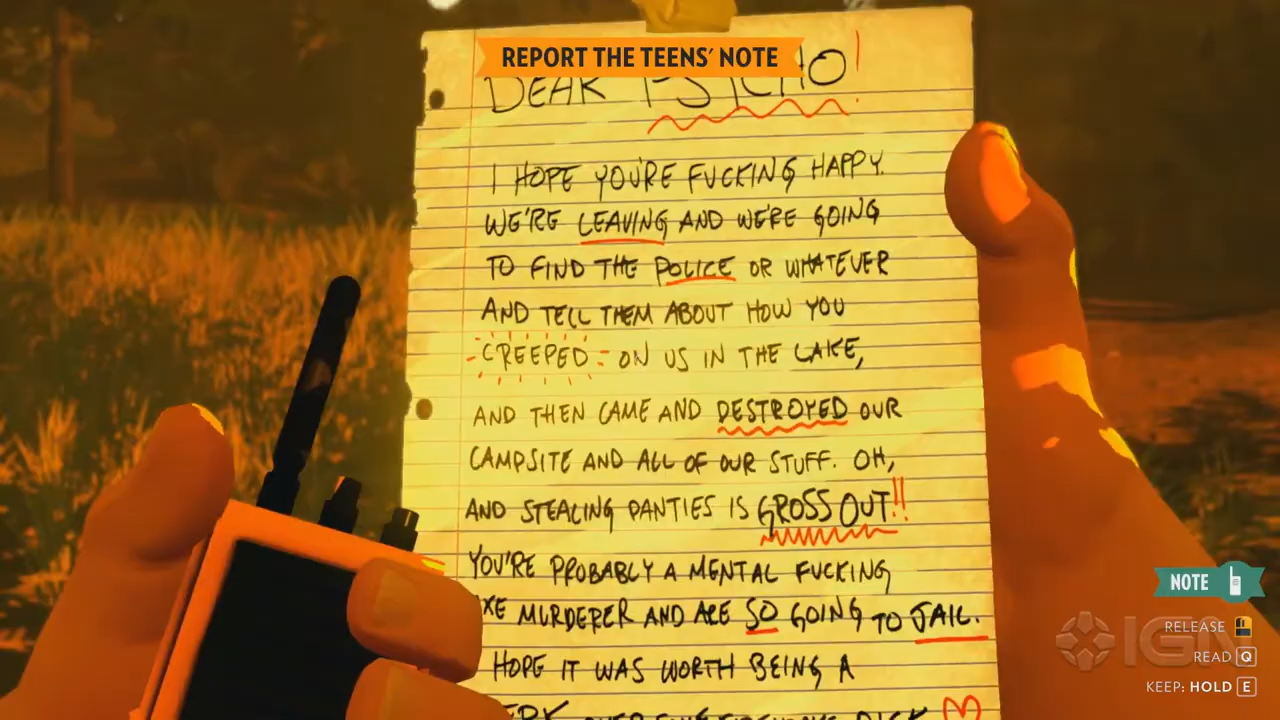 REPORT THE TEENS' NOTE
DEAR PSYCHO!
I HOPE YOU'RE FUCKING HAPPY.
WE'RE LEAVING AND WE'RE GOING
TO FIND THE POLICE OR WHATEVER
AND TELL THEM ABOUT HOW YOU
CREEPED ON US IN THE LAKE,
AND THEN CAME AND DESTROYED OUR
CAMPSITE AND ALL OF OUR STUFF. OH,
AND STEALING PANTIES IS GROSS OUT!!
YOU'RE PROBABLY A MENTAL FUCKING
XE MURDERER AND ARE SO GOING TO JAIL.
HOPE IT WAS WORTH BEING A
DICK
NOTE
IGN
RELEASE
READ Q
KEEP: HOLD E